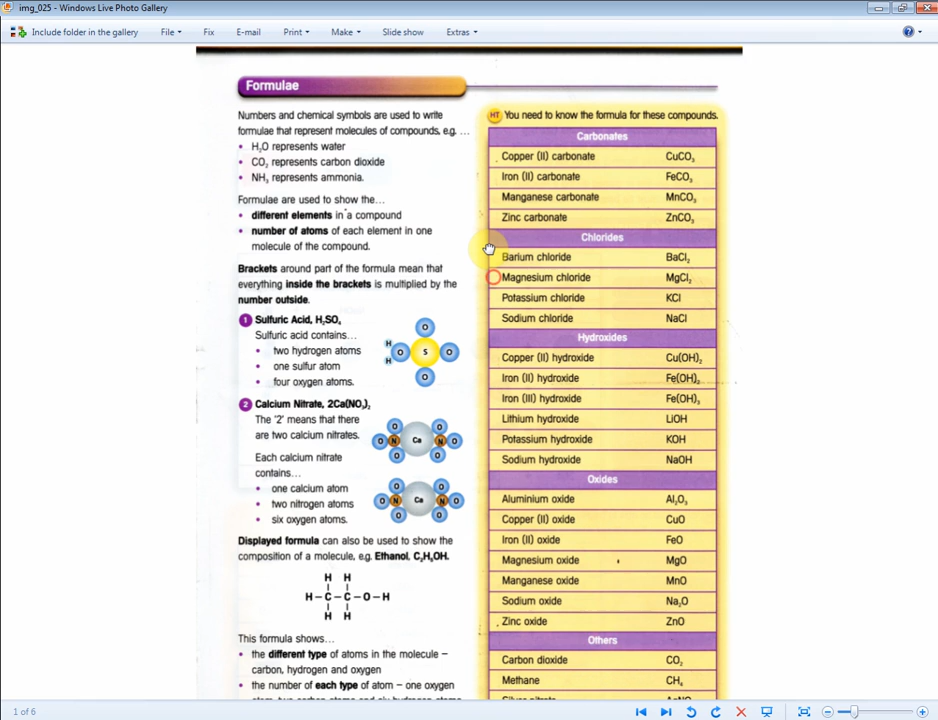 img_025 - Windows Live Photo Gallery
Include folder in the gallery File Fix E-mail Print Make Slide show Extras
Formulae
Numbers and chemical symbols are used to write
formulae that represent molecules of compounds, e.g. …
• H₂O represents water
• CO₂ represents carbon dioxide
• NH₃ represents ammonia.
Formulae are used to show the…
• different elements in a compound
• number of atoms of each element in one
molecule of the compound.
Brackets around part of the formula mean that
everything inside the brackets is multiplied by the
number outside.
1 Sulfuric Acid, H₂SO₄
Sulfuric acid contains…
• two hydrogen atoms
• one sulfur atom
• four oxygen atoms.
O
H
O S O
H
O
2 Calcium Nitrate, 2Ca(NO₃)₂
The '2' means that there
are two calcium nitrates.
Each calcium nitrate
contains…
• one calcium atom
• two nitrogen atoms
• six oxygen atoms.
O O
O N Ca N O
O O
O O
O N Ca N O
O O
Displayed formula can also be used to show the
composition of a molecule, e.g. Ethanol, C₂H₅OH.
H H
H–C–C–O–H
H H
This formula shows…
• the different type of atoms in the molecule –
carbon, hydrogen and oxygen
• the number of each type of atom – one oxygen
HT You need to know the formula for these compounds.
Carbonates
Copper (II) carbonate CuCO₃
Iron (II) carbonate FeCO₃
Manganese carbonate MnCO₃
Zinc carbonate ZnCO₃
Chlorides
Barium chloride BaCl₂
Magnesium chloride MgCl₂
Potassium chloride KCl
Sodium chloride NaCl
Hydroxides
Copper (II) hydroxide Cu(OH)₂
Iron (II) hydroxide Fe(OH)₂
Iron (III) hydroxide Fe(OH)₃
Lithium hydroxide LiOH
Potassium hydroxide KOH
Sodium hydroxide NaOH
Oxides
Aluminium oxide Al₂O₃
Copper (II) oxide CuO
Iron (II) oxide FeO
Magnesium oxide MgO
Manganese oxide MnO
Sodium oxide Na₂O
Zinc oxide ZnO
Others
Carbon dioxide CO₂
Methane CH₄
1 of 6